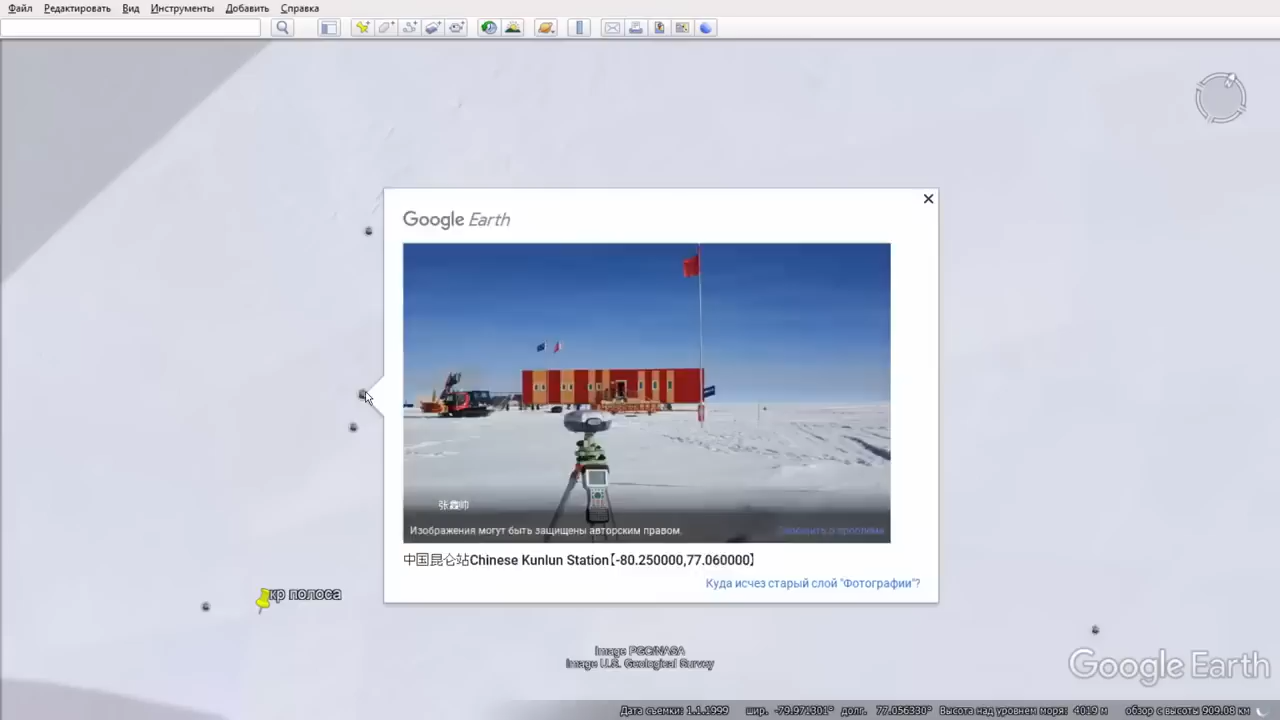 Файл Редактировать Вид Инструменты Добавить Справка
Google Earth
Изображения могут быть защищены авторским правом.
Сообщить о проблеме
中国昆仑站Chinese Kunlun Station【-80.250000,77.060000】
Куда исчез старый слой "Фотографии"?
кр полоса
Image PGC/NASA
Image U.S. Geological Survey
Google Earth
Дата съемки: 1.1.1999 шир. -79.971301° долг. 77.056330° Высота над уровнем моря: 4019 м обзор с высоты 909.08 км